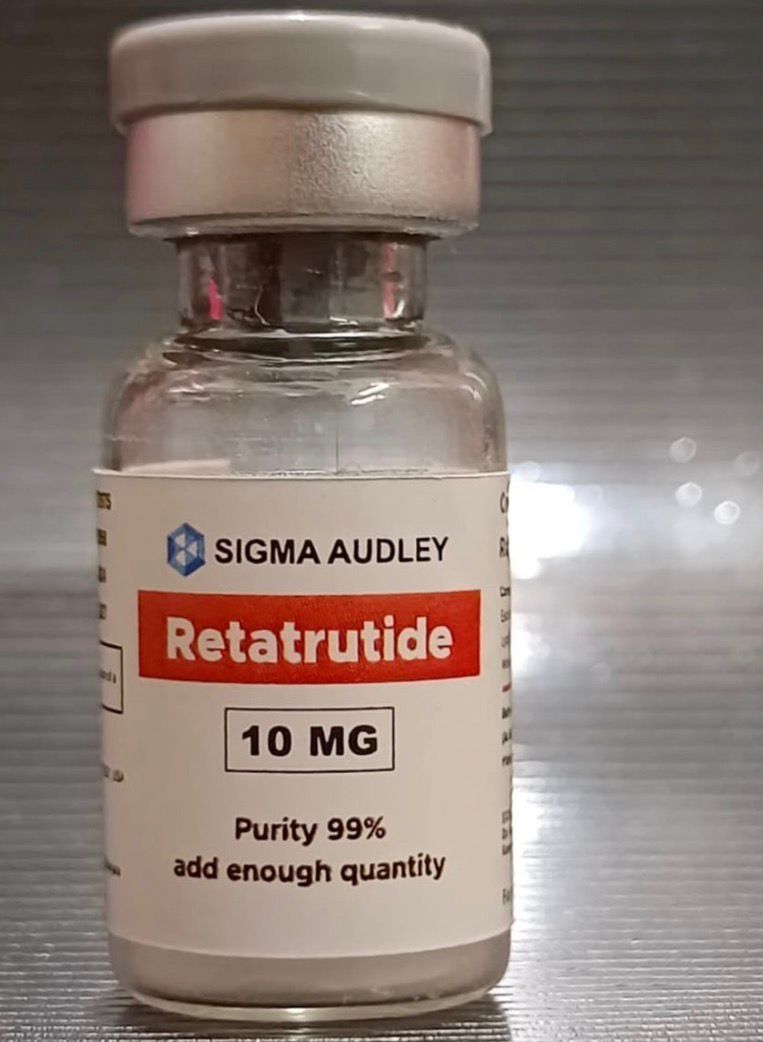 SIGMA AUDLEY
Retatrutide
10 MG
Purity 99%
add enough quantity